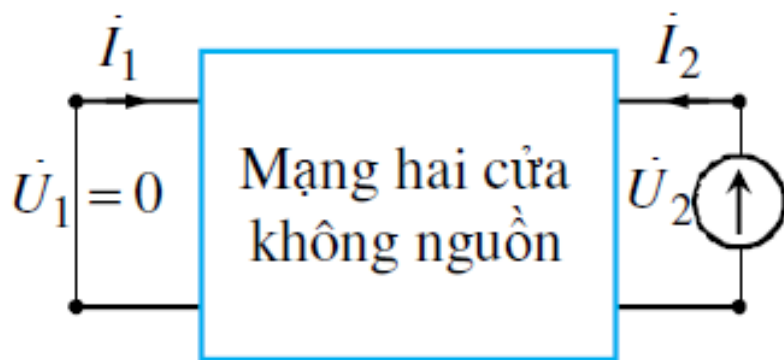 İ₁
İ₂
U̇₁ = 0
Mạng hai cửa
không nguồn
U̇₂